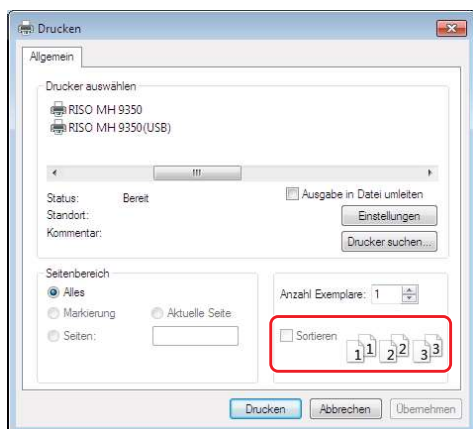 Drucken
Allgemein
Drucker auswählen
RISO MH 9350
RISO MH 9350(USB)
Status: Bereit
Standort:
Kommentar:
Ausgabe in Datei umleiten
Einstellungen
Drucker suchen...
Seitenbereich
Alles
Markierung Aktuelle Seite
Seiten:
Anzahl Exemplare: 1
Sortieren
1 1 2 2 3 3
Drucken Abbrechen Übernehmen